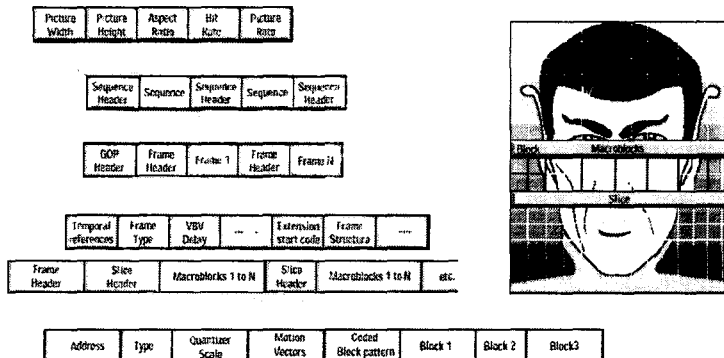 Picture Width Picture Height Aspect Ratio Bit Rate Picture Rate
Sequence Header Sequence Sequence Header Sequence Sequence Header
GOP Header Frame Header Frame 1 Frame Header Frame N
Temporal references Frame Type VBV Delay ---- Extension start code Frame Structura ----
Frame Header Slice Header Macroblocks 1 to N Slice Header Macroblocks 1 to N etc.
Address Type Quantizer Scale Motion Vectors Coded Block pattern Block 1 Block 2 Block3
Block Macroblocks
Slice